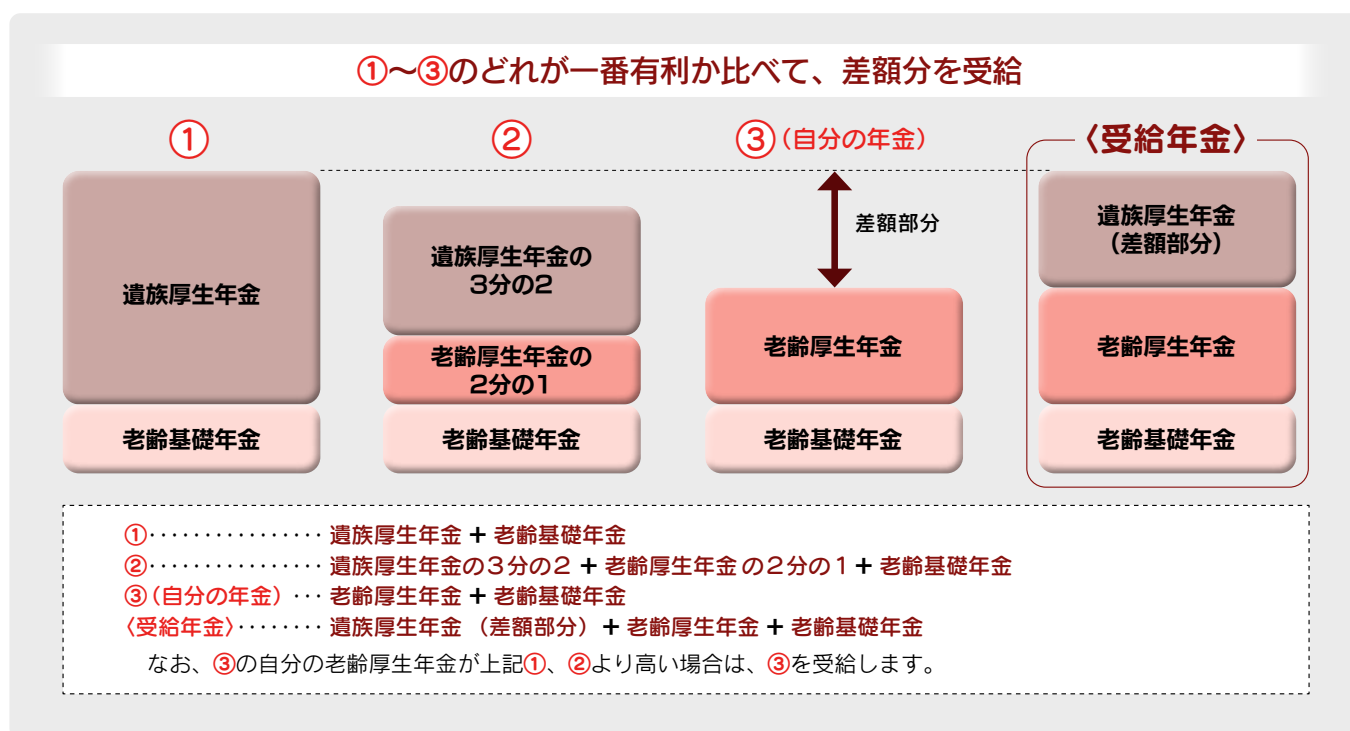 ①～③のどれが一番有利か比べて、差額分を受給
①
②
③(自分の年金)
〈受給年金〉
遺族厚生年金
老齢基礎年金
遺族厚生年金の
3分の2
老齢厚生年金の
2分の1
老齢基礎年金
差額部分
老齢厚生年金
老齢基礎年金
遺族厚生年金
(差額部分)
老齢厚生年金
老齢基礎年金
①‥‥‥‥‥‥‥‥ 遺族厚生年金 + 老齢基礎年金
②‥‥‥‥‥‥‥‥ 遺族厚生年金の3分の2 + 老齢厚生年金の2分の1+ 老齢基礎年金
③(自分の年金) … 老齢厚生年金 + 老齢基礎年金
〈受給年金〉‥‥‥‥ 遺族厚生年金 (差額部分) + 老齢厚生年金 + 老齢基礎年金
なお、③の自分の老齢厚生年金が上記①、②より高い場合は、③を受給します。